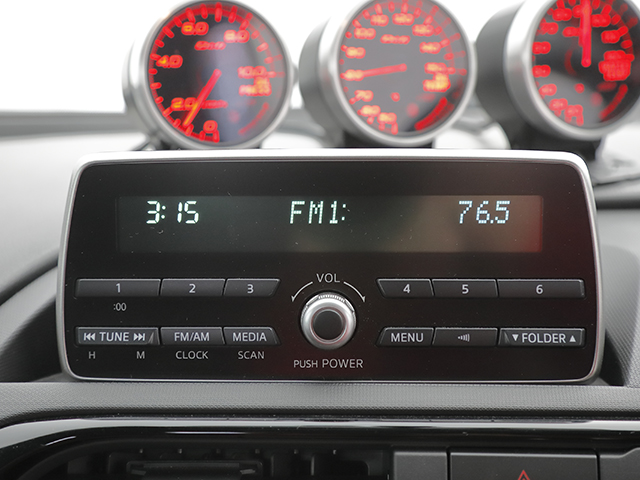 3:15 FM1: 76.5
VOL
1 2 3 4 5 6
:00
TUNE FM/AM MEDIA MENU FOLDER
H M CLOCK SCAN
PUSH POWER